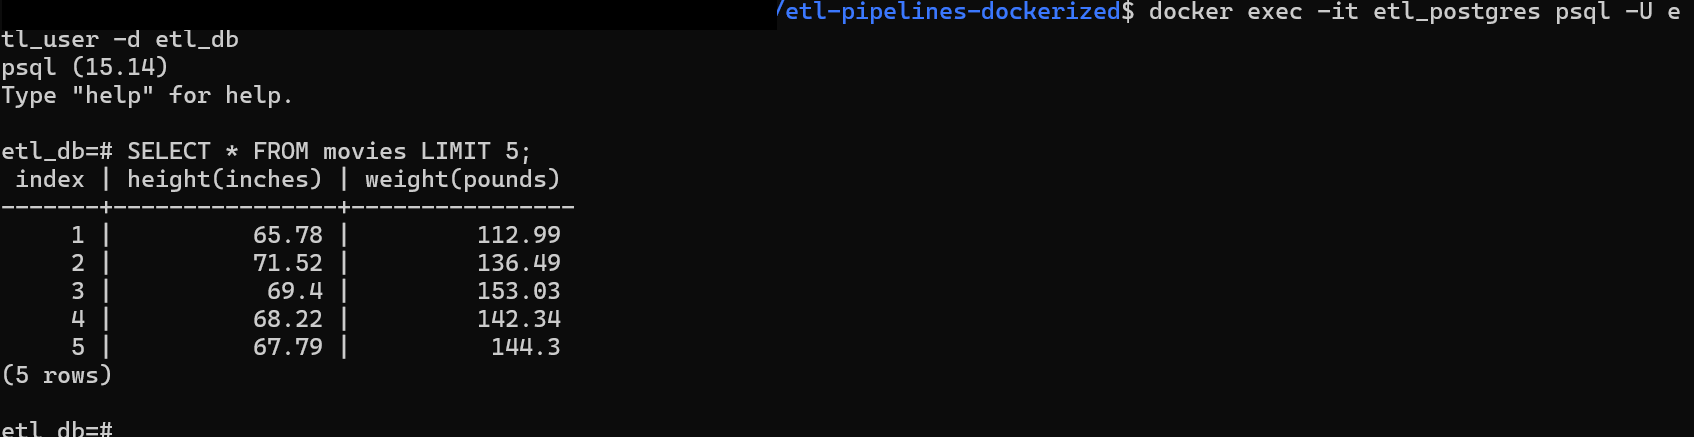 /etl-pipelines-dockerized$ docker exec -it etl_postgres psql -U e
tl_user -d etl_db
psql (15.14)
Type "help" for help.
etl_db=# SELECT * FROM movies LIMIT 5;
 index | height(inches) | weight(pounds)
-------+----------------+----------------
     1 |          65.78 |         112.99
     2 |          71.52 |         136.49
     3 |           69.4 |         153.03
     4 |          68.22 |         142.34
     5 |          67.79 |          144.3
(5 rows)
etl_db=#